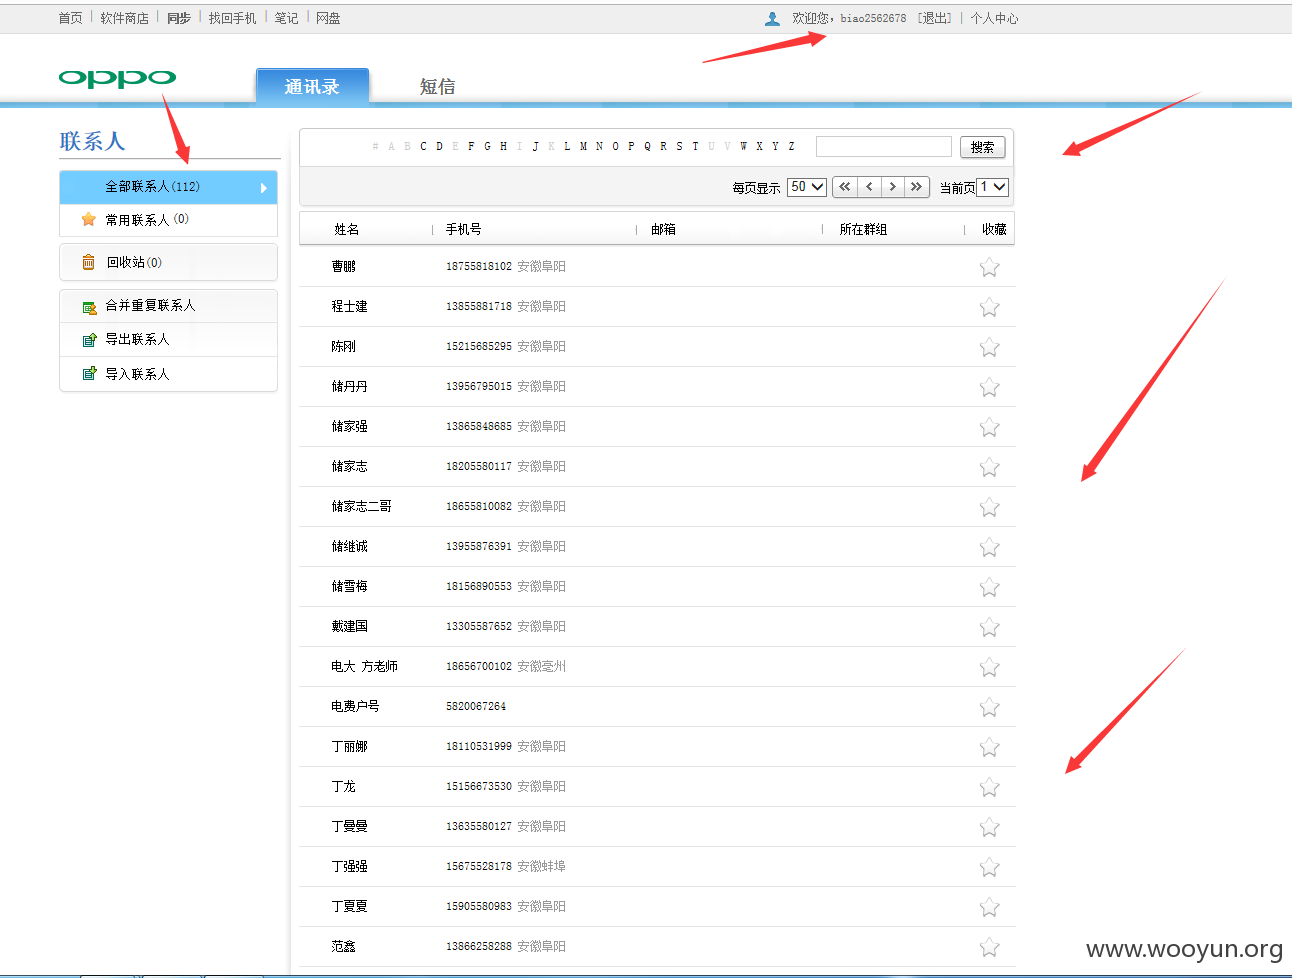 首页 软件商店 同步 找回手机 笔记 网盘 欢迎您，biao2562678 [退出] 个人中心
oppo 通讯录 短信
联系人
全部联系人(112)
常用联系人(0)
回收站(0)
合并重复联系人
导出联系人
导入联系人
# A B C D E F G H I J K L M N O P Q R S T U V W X Y Z 搜索
每页显示 50 当前页 1
姓名 手机号 邮箱 所在群组 收藏
曹鹏 18755818102 安徽阜阳
程士建 13855881718 安徽阜阳
陈刚 15215685295 安徽阜阳
储丹丹 13956795015 安徽阜阳
储家强 13865848685 安徽阜阳
储家志 18205580117 安徽阜阳
储家志二哥 18655810082 安徽阜阳
储继诚 13955876391 安徽阜阳
储雪梅 18156890553 安徽阜阳
戴建国 13305587652 安徽阜阳
电大 方老师 18656700102 安徽亳州
电费户号 5820067264
丁丽娜 18110531999 安徽阜阳
丁龙 15156673530 安徽阜阳
丁曼曼 13635580127 安徽阜阳
丁强强 15675528178 安徽蚌埠
丁夏夏 15905580983 安徽阜阳
范鑫 13866258288 安徽阜阳
www.wooyun.org